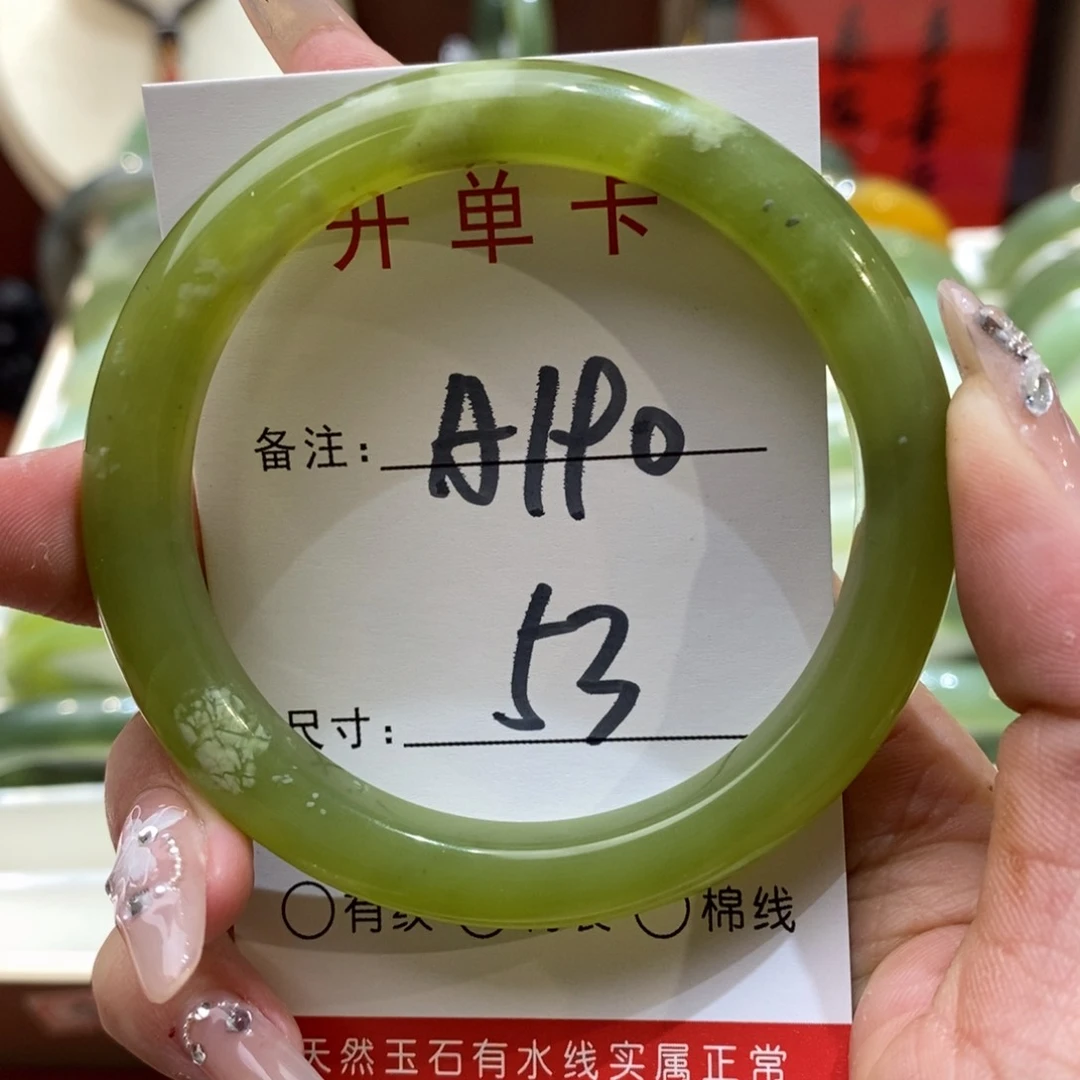 开单卡
备注: A1P0
尺寸: 53
○有纹 ○棉线
天然玉石有水线实属正常